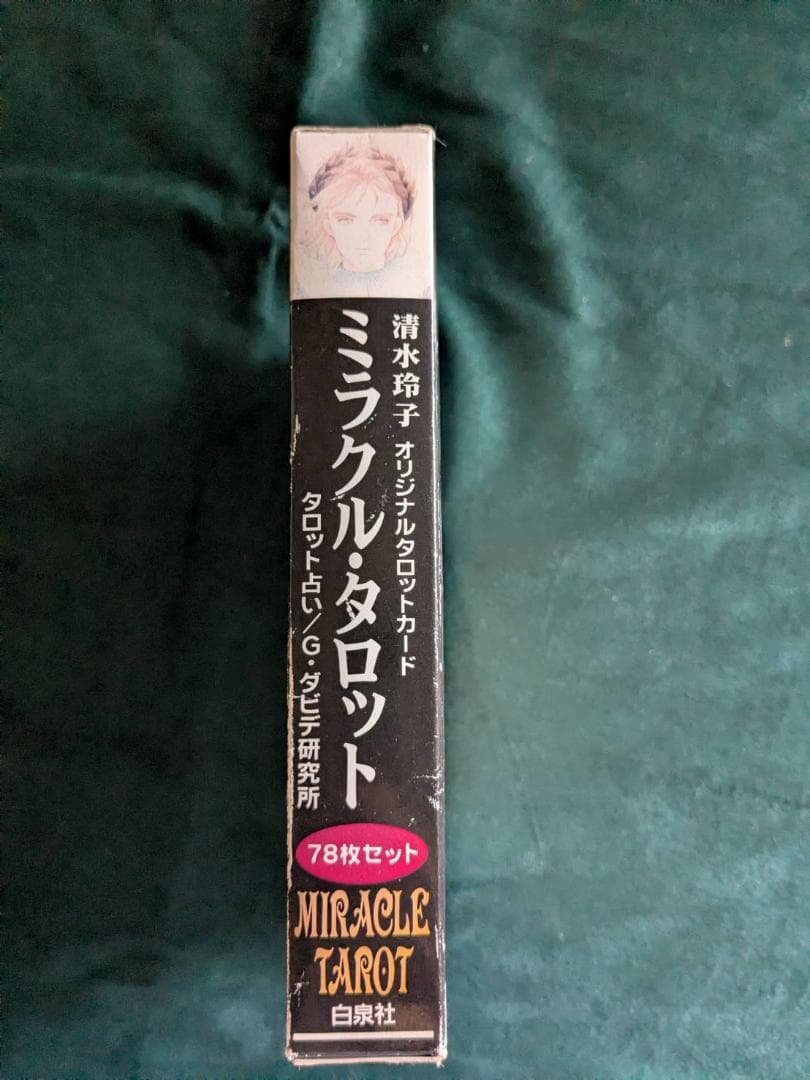 清水玲子 オリジナルタロットカード
ミラクル・タロット
タロット占い/G・ダビデ研究所
78枚セット
MIRACLE
TAROT
白泉社